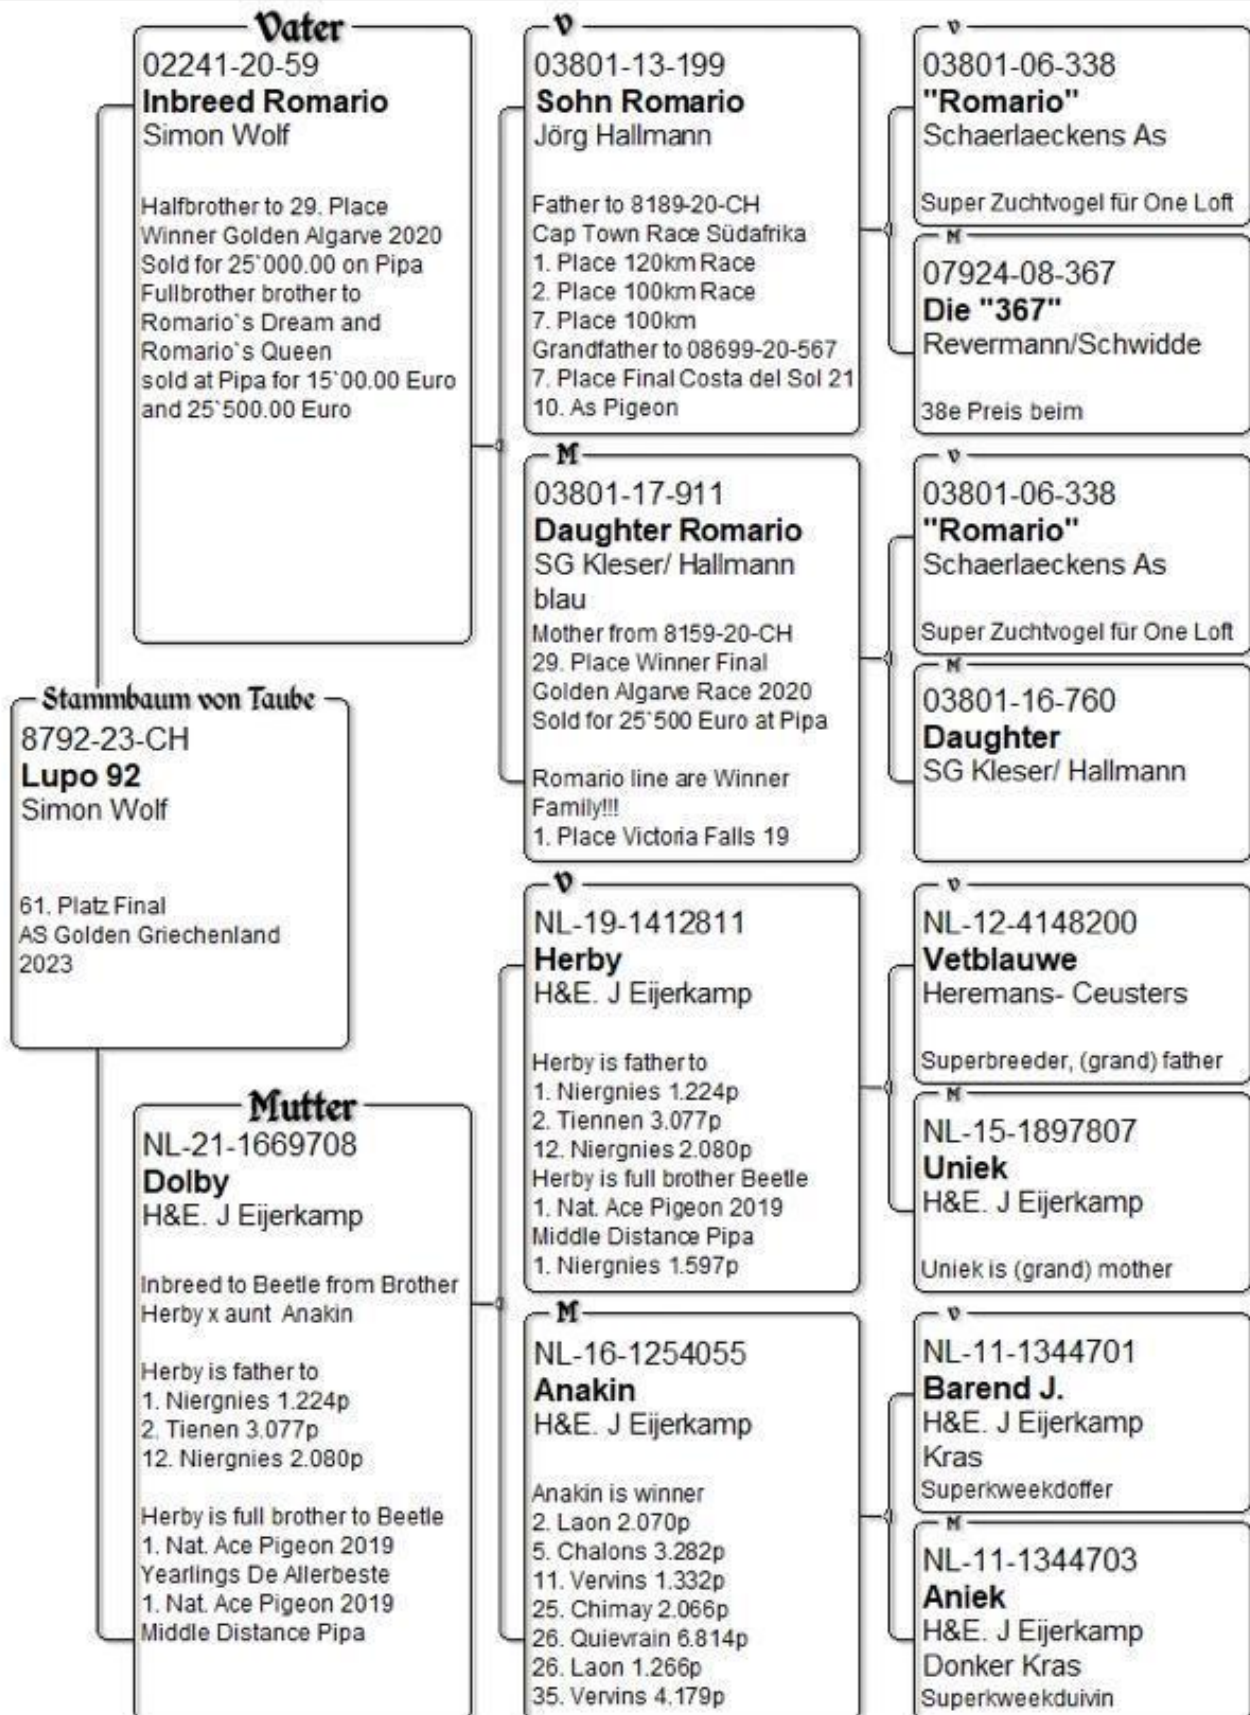 Vater
02241-20-59
Inbreed Romario
Simon Wolf
Halfbrother to 29. Place
Winner Golden Algarve 2020
Sold for 25`000.00 on Pipa
Fullbrother brother to
Romario`s Dream and
Romario`s Queen
sold at Pipa for 15`00.00 Euro
and 25`500.00 Euro
Stammbaum von Taube
8792-23-CH
Lupo 92
Simon Wolf
61. Platz Final
AS Golden Griechenland
2023
Mutter
NL-21-1669708
Dolby
H&E. J Eijerkamp
Inbreed to Beetle from Brother
Herby x aunt Anakin
Herby is father to
1. Niergnies 1.224p
2. Tienen 3.077p
12. Niergnies 2.080p
Herby is full brother to Beetle
1. Nat. Ace Pigeon 2019
Yearlings De Allerbeste
1. Nat. Ace Pigeon 2019
Middle Distance Pipa
V
03801-13-199
Sohn Romario
Jörg Hallmann
Father to 8189-20-CH
Cap Town Race Südafrika
1. Place 120km Race
2. Place 100km Race
7. Place 100km
Grandfather to 08699-20-567
7. Place Final Costa del Sol 21
10. As Pigeon
M
03801-17-911
Daughter Romario
SG Kleser/ Hallmann
blau
Mother from 8159-20-CH
29. Place Winner Final
Golden Algarve Race 2020
Sold for 25`500 Euro at Pipa
Romario line are Winner
Family!!!
1. Place Victoria Falls 19
V
NL-19-1412811
Herby
H&E. J Eijerkamp
Herby is father to
1. Niergnies 1.224p
2. Tiennen 3.077p
12. Niergnies 2.080p
Herby is full brother Beetle
1. Nat. Ace Pigeon 2019
Middle Distance Pipa
1. Niergnies 1.597p
M
NL-16-1254055
Anakin
H&E. J Eijerkamp
Anakin is winner
2. Laon 2.070p
5. Chalons 3.282p
11. Vervins 1.332p
25. Chimay 2.066p
26. Quievrain 6.814p
26. Laon 1.266p
35. Vervins 4.179p
V
03801-06-338
"Romario"
Schaerlaeckens As
Super Zuchtvogel für One Loft
M
07924-08-367
Die "367"
Revermann/Schwidde
38e Preis beim
V
03801-06-338
"Romario"
Schaerlaeckens As
Super Zuchtvogel für One Loft
M
03801-16-760
Daughter
SG Kleser/ Hallmann
V
NL-12-4148200
Vetblauwe
Heremans- Ceusters
Superbreeder, (grand) father
M
NL-15-1897807
Uniek
H&E. J Eijerkamp
Uniek is (grand) mother
V
NL-11-1344701
Barend J.
H&E. J Eijerkamp
Kras
Superkweekdoffer
M
NL-11-1344703
Aniek
H&E. J Eijerkamp
Donker Kras
Superkweekduivin